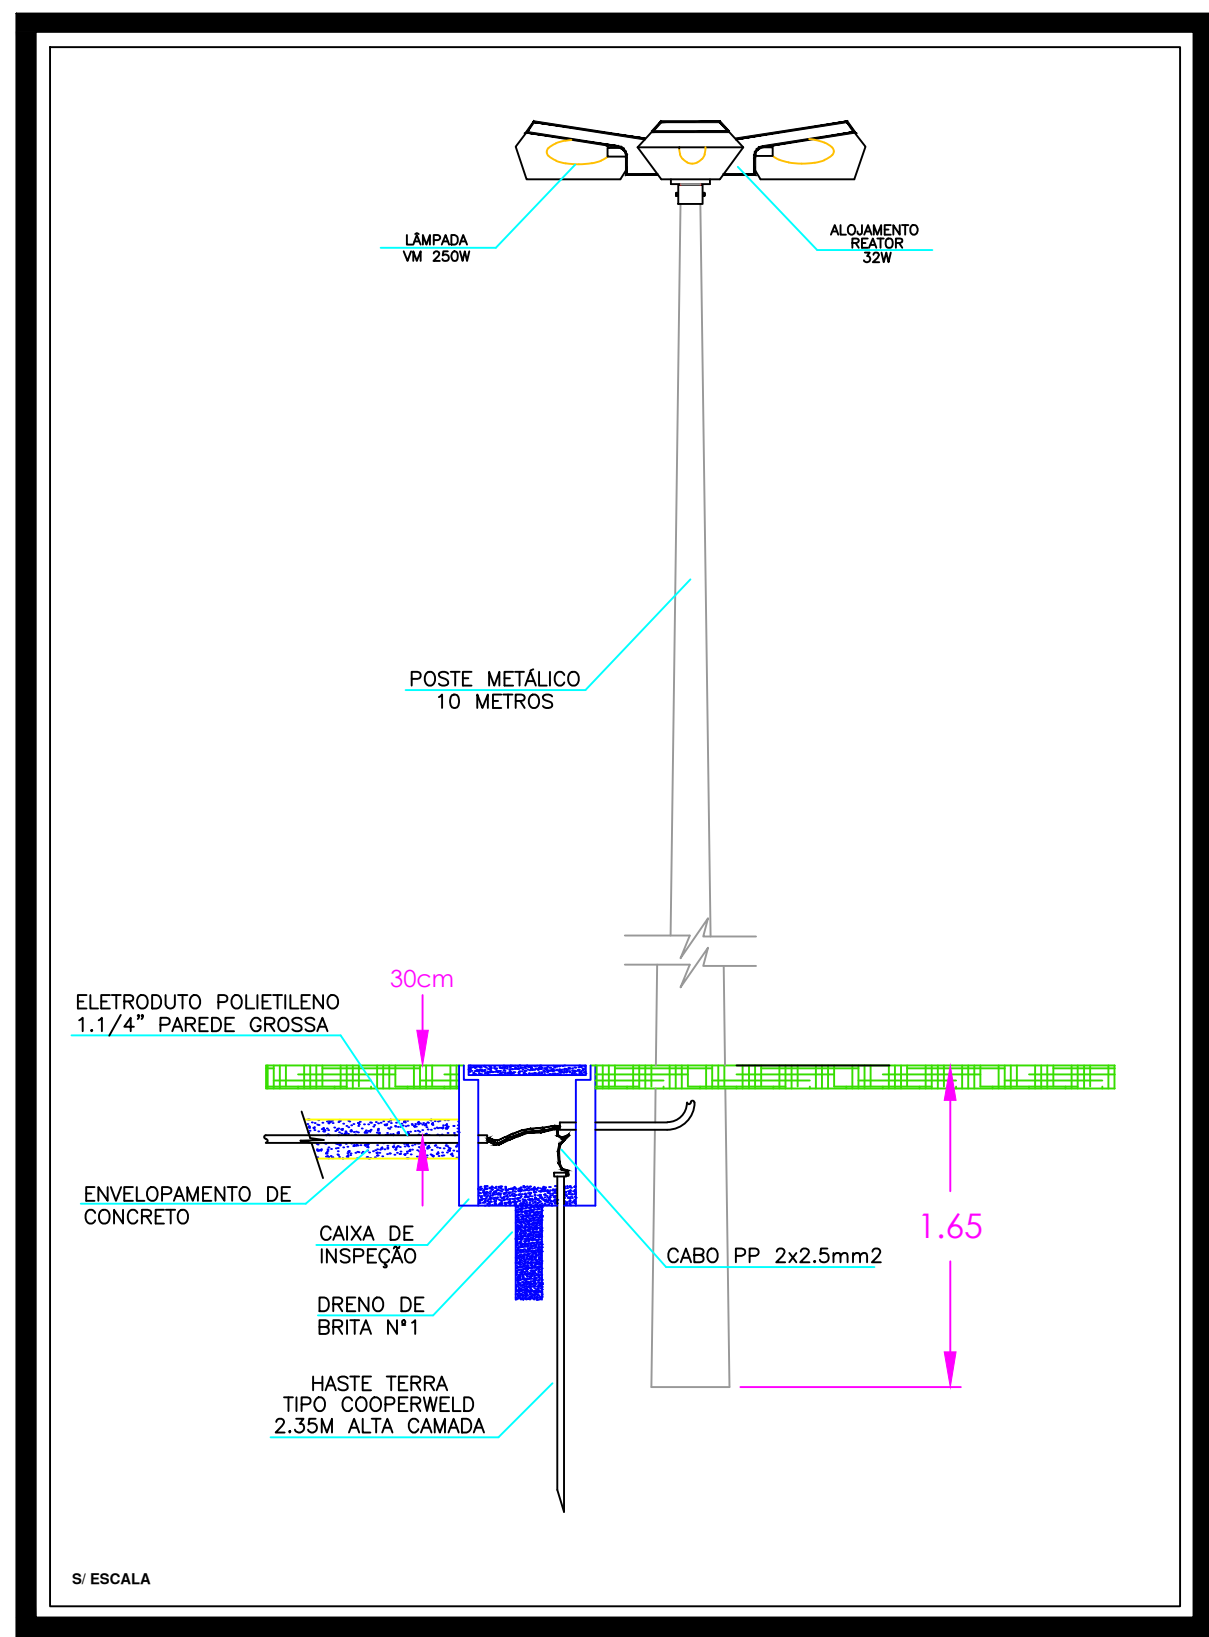 LÂMPADA
VM 250W
ALOJAMENTO
REATOR
32W
POSTE METÁLICO
10 METROS
30cm
ELETRODUTO POLIETILENO
1.1/4" PAREDE GROSSA
ENVELOPAMENTO DE
CONCRETO
CAIXA DE
INSPEÇÃO
1.65
CABO PP 2x2.5mm2
DRENO DE
BRITA Nº1
HASTE TERRA
TIPO COOPERWELD
2.35M ALTA CAMADA
S/ ESCALA